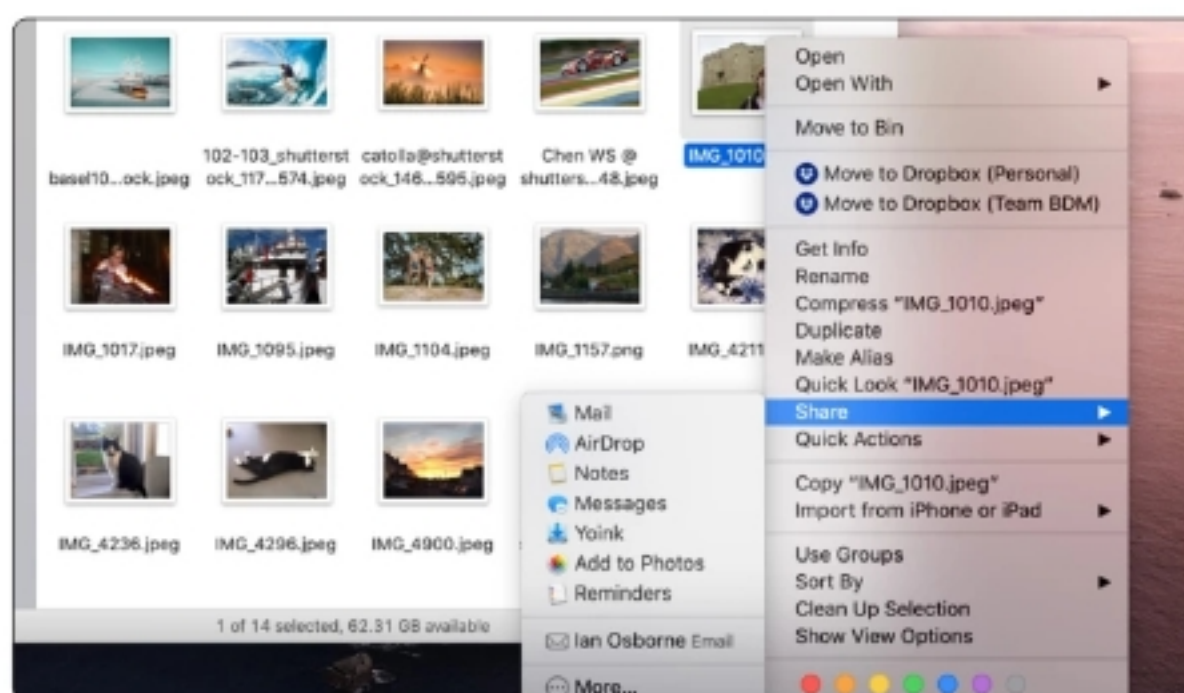 basel10...ock.jpeg
102-103_shutterst
ock_117...574.jpeg
catolla@shutterst
ock_146...595.jpeg
Chen WS @
shutters...48.jpeg
IMG_1010
IMG_1017.jpeg
IMG_1095.jpeg
IMG_1104.jpeg
IMG_1157.png
IMG_4211
IMG_4236.jpeg
IMG_4296.jpeg
IMG_4900.jpeg
1 of 14 selected, 62.31 GB available
Open
Open With
Move to Bin
Move to Dropbox (Personal)
Move to Dropbox (Team BDM)
Get Info
Rename
Compress "IMG_1010.jpeg"
Duplicate
Make Alias
Quick Look "IMG_1010.jpeg"
Share
Quick Actions
Copy "IMG_1010.jpeg"
Import from iPhone or iPad
Use Groups
Sort By
Clean Up Selection
Show View Options
Mail
AirDrop
Notes
Messages
Yoink
Add to Photos
Reminders
Ian Osborne Email
More...